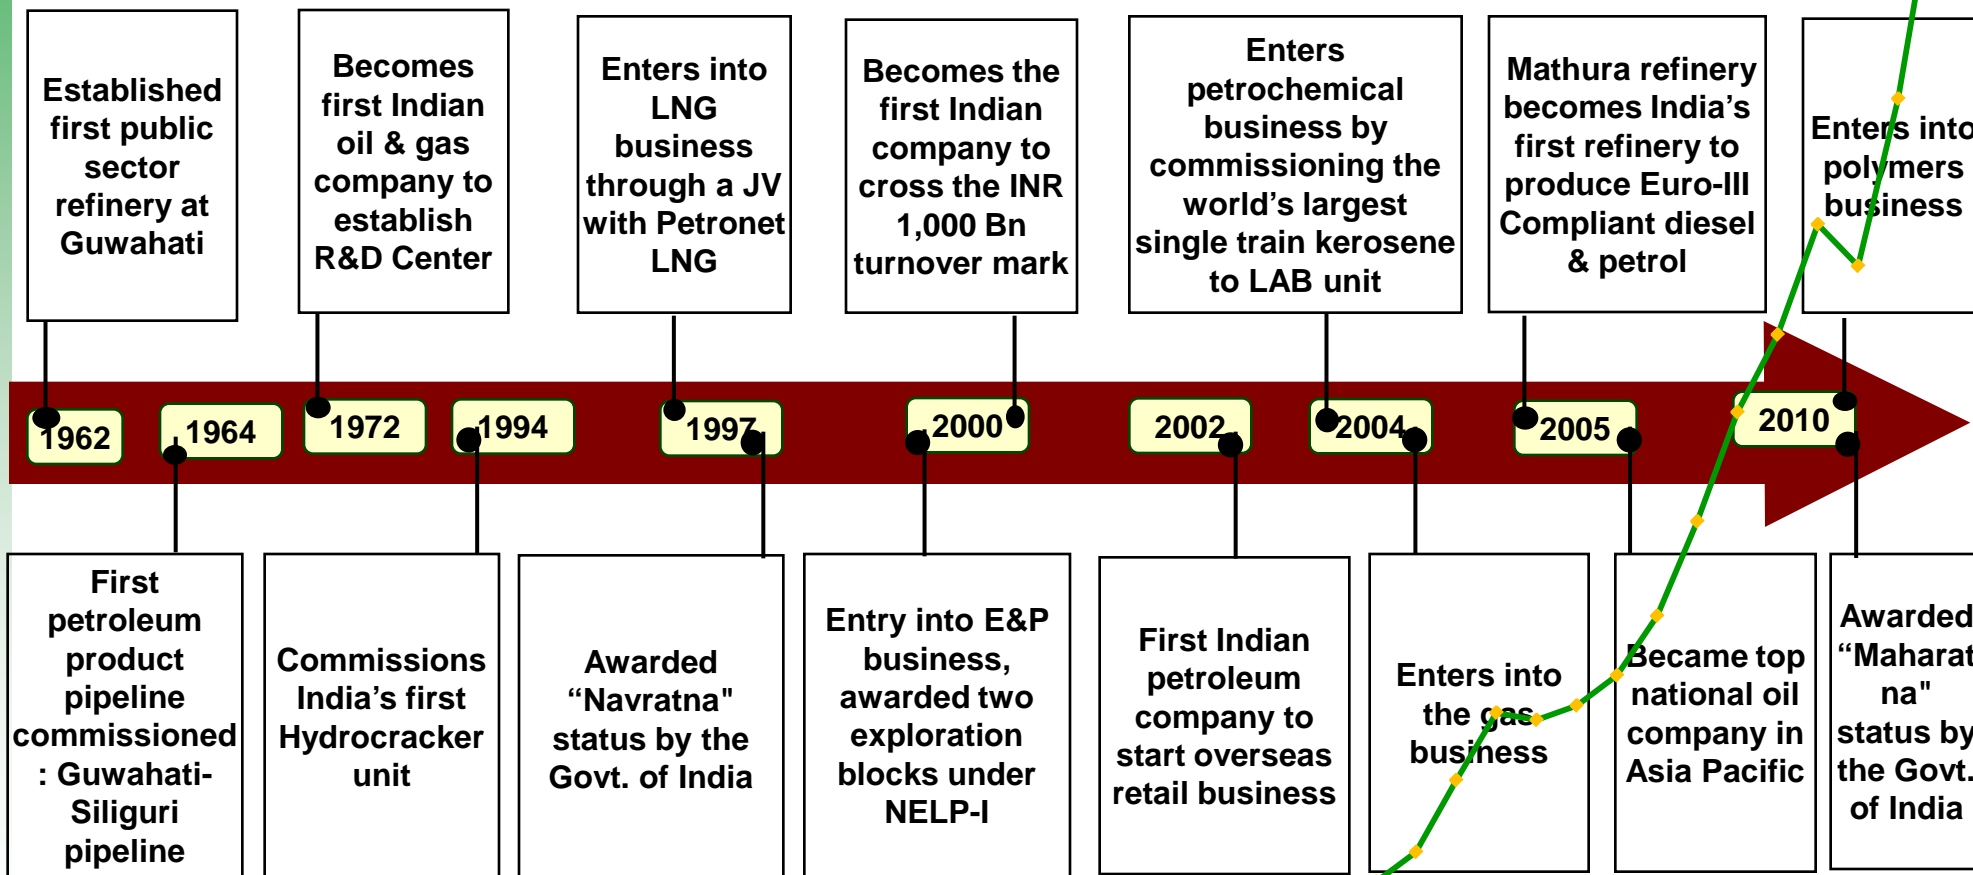 Established
first public
sector
refinery at
Guwahati
Becomes
first Indian
oil & gas
company to
establish
R&D Center
Enters into
LNG
business
through a JV
with Petronet
LNG
Becomes the
first Indian
company to
cross the INR
1,000 Bn
turnover mark
Enters
petrochemical
business by
commissioning the
world’s largest
single train kerosene
to LAB unit
Mathura refinery
becomes India’s
first refinery to
produce Euro-III
Compliant diesel
& petrol
Enters into
polymers
business
1962
1964
1972
1994
1997
2000
2002
2004
2005
2010
First
petroleum
product
pipeline
commissioned
: Guwahati-
Siliguri
pipeline
Commissions
India’s first
Hydrocracker
unit
Awarded
“Navratna"
status by the
Govt. of India
Entry into E&P
business,
awarded two
exploration
blocks under
NELP-I
First Indian
petroleum
company to
start overseas
retail business
Enters into
the gas
business
Became top
national oil
company in
Asia Pacific
Awarded
“Maharat
na"
status by
the Govt.
of India